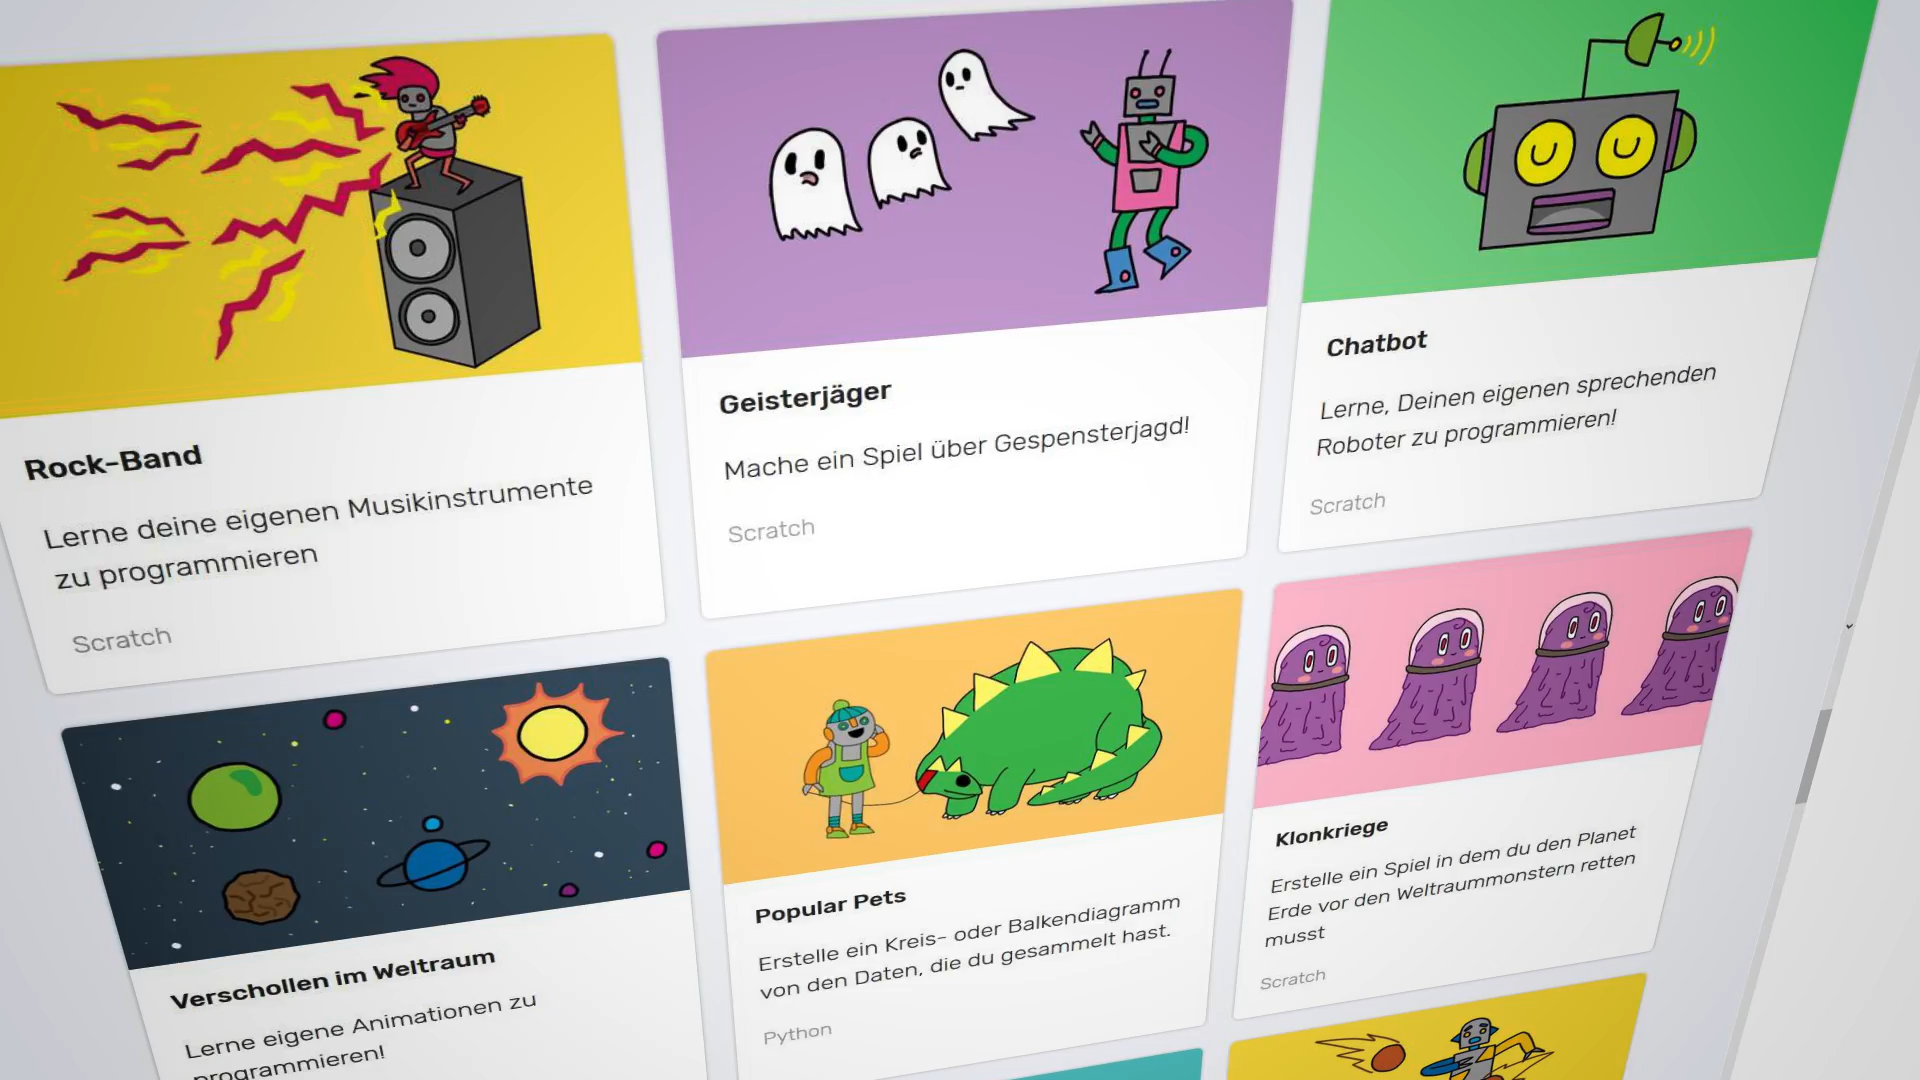 Rock-Band
Lerne deine eigenen Musikinstrumente
zu programmieren
Scratch
Geisterjäger
Mache ein Spiel über Gespensterjagd!
Scratch
Chatbot
Lerne, Deinen eigenen sprechenden
Roboter zu programmieren!
Scratch
Verschollen im Weltraum
Lerne eigene Animationen zu
programmieren!
Popular Pets
Erstelle ein Kreis- oder Balkendiagramm
von den Daten, die du gesammelt hast.
Python
Klonkriege
Erstelle ein Spiel in dem du den Planet
Erde vor den Weltraummonstern retten
musst
Scratch